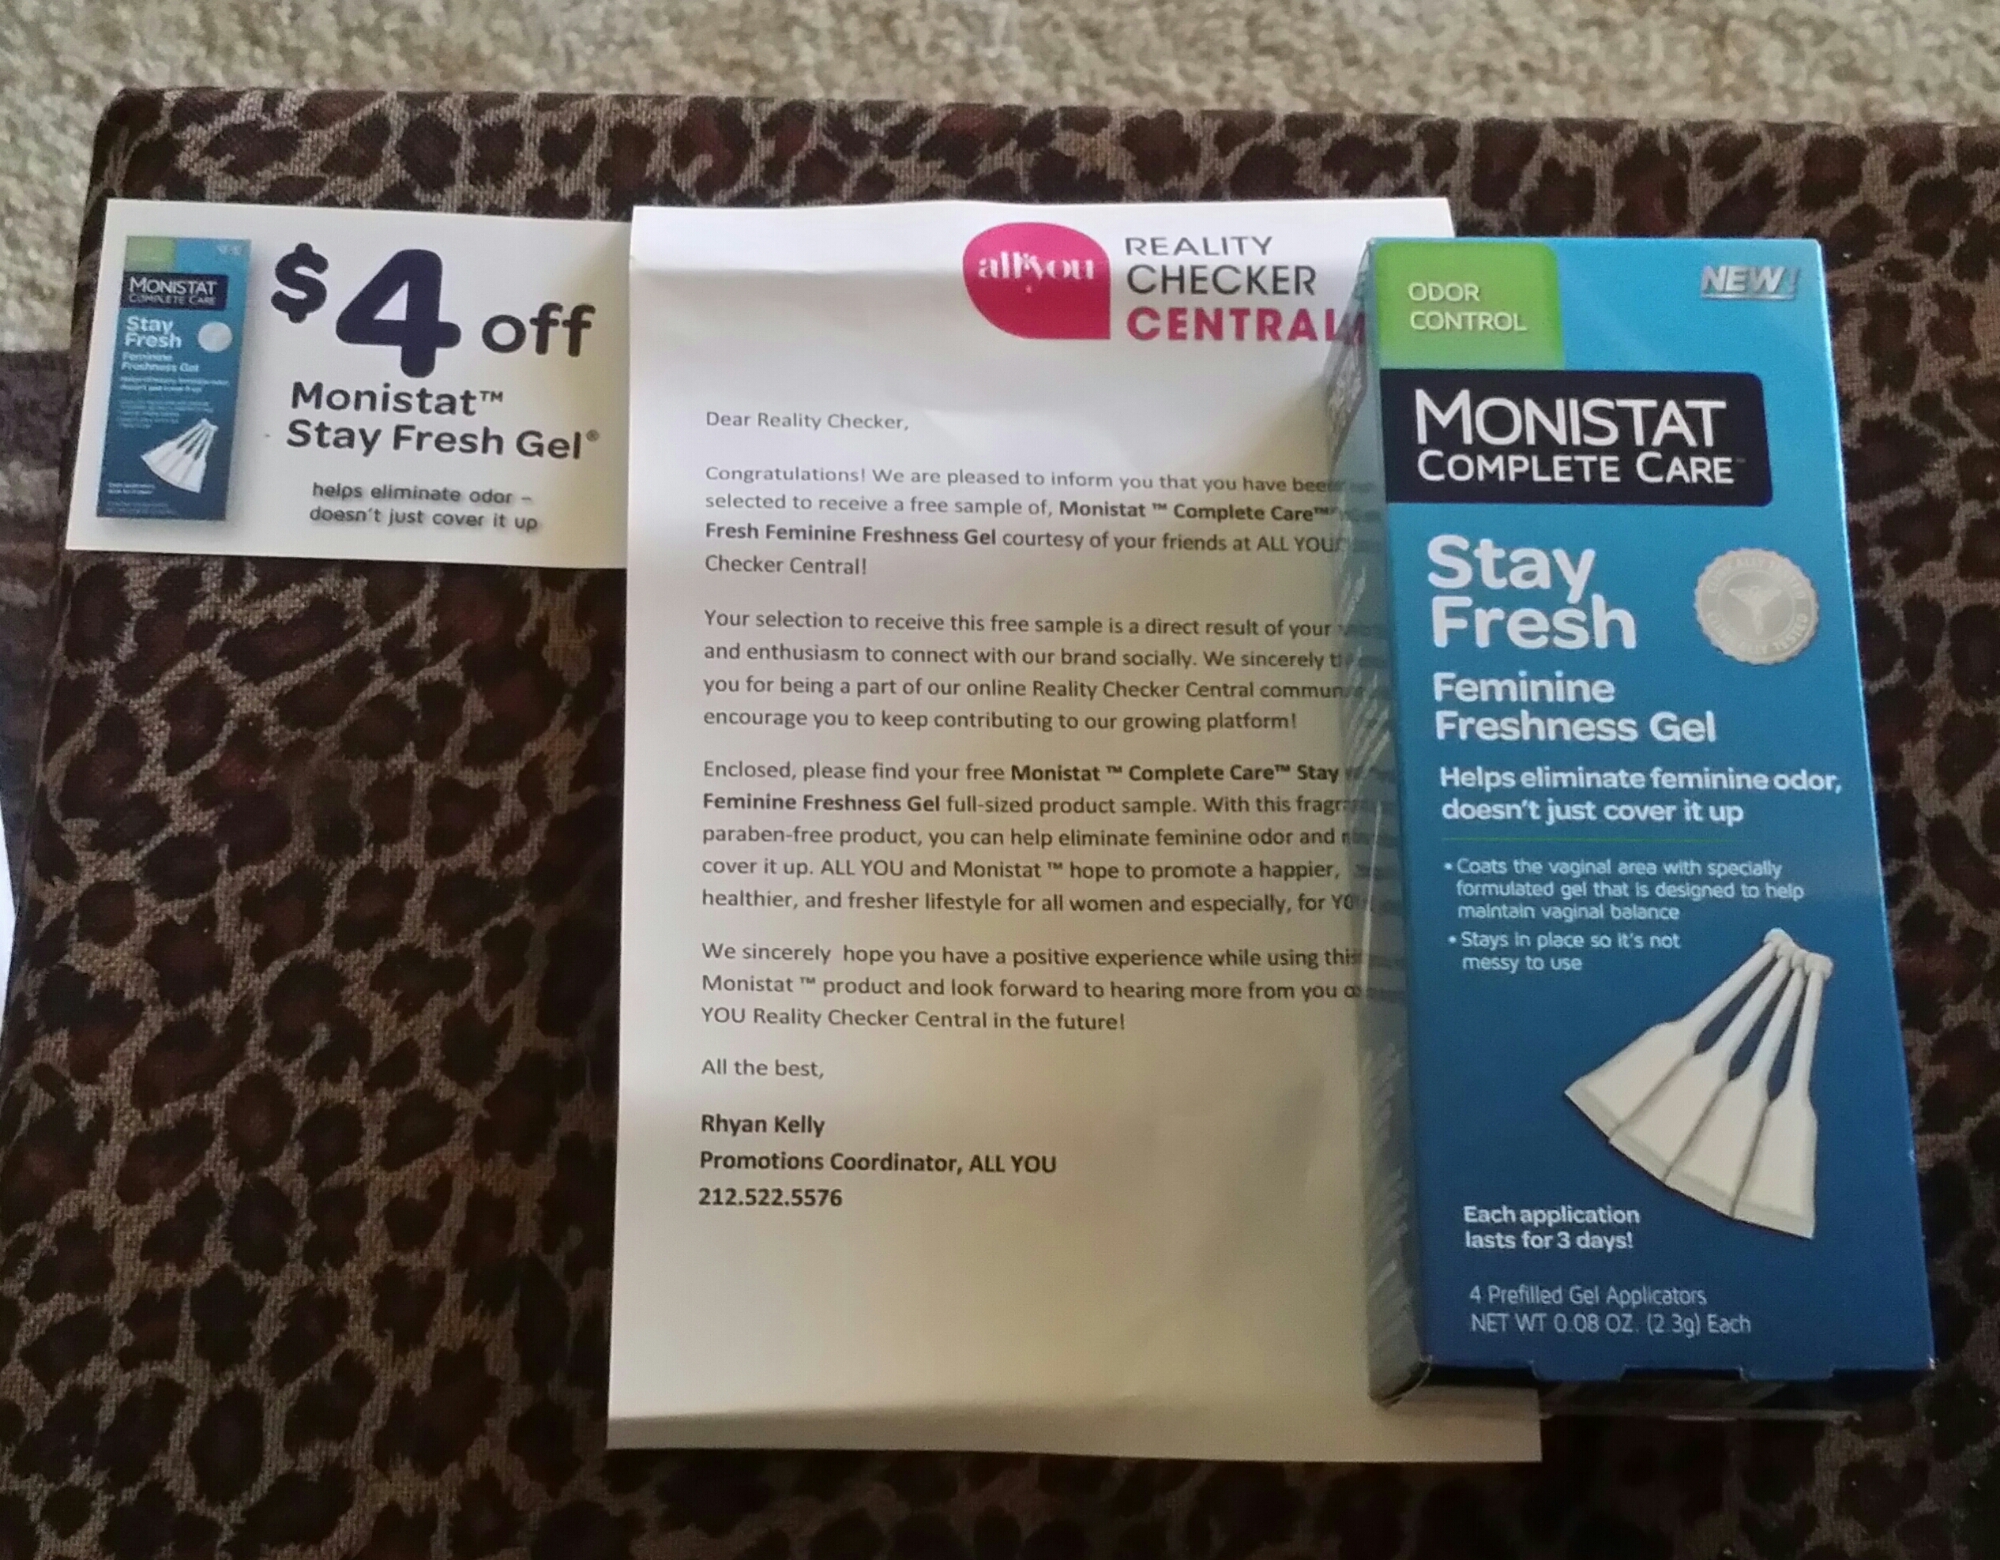 MONISTAT
COMPLETE CARE
Stay
Fresh
Feminine
Freshness Gel
$4 off
Monistat™
Stay Fresh Gel®
helps eliminate odor –
doesn't just cover it up
all you
REALITY
CHECKER
CENTRAL
Dear Reality Checker,
Congratulations! We are pleased to inform you that you have been
selected to receive a free sample of, Monistat ™ Complete Care™
Fresh Feminine Freshness Gel courtesy of your friends at ALL YOU
Checker Central!
Your selection to receive this free sample is a direct result of your
and enthusiasm to connect with our brand socially. We sincerely
you for being a part of our online Reality Checker Central
encourage you to keep contributing to our growing platform!
Enclosed, please find your free Monistat ™ Complete Care™ Stay
Feminine Freshness Gel full-sized product sample. With this
paraben-free product, you can help eliminate feminine odor and
cover it up. ALL YOU and Monistat ™ hope to promote a happier,
healthier, and fresher lifestyle for all women and especially, for
We sincerely hope you have a positive experience while using this
Monistat ™ product and look forward to hearing more from you
YOU Reality Checker Central in the future!
All the best,
Rhyan Kelly
Promotions Coordinator, ALL YOU
212.522.5576
ODOR
CONTROL
NEW!
MONISTAT
COMPLETE CARE™
Stay
Fresh
CLINICALLY TESTED
CLINICALLY TESTED
Feminine
Freshness Gel
Helps eliminate feminine odor,
doesn't just cover it up
• Coats the vaginal area with specially
formulated gel that is designed to help
maintain vaginal balance
• Stays in place so it's not
messy to use
Each application
lasts for 3 days!
4 Prefilled Gel Applicators
NET WT 0.08 OZ. (2.3g) Each